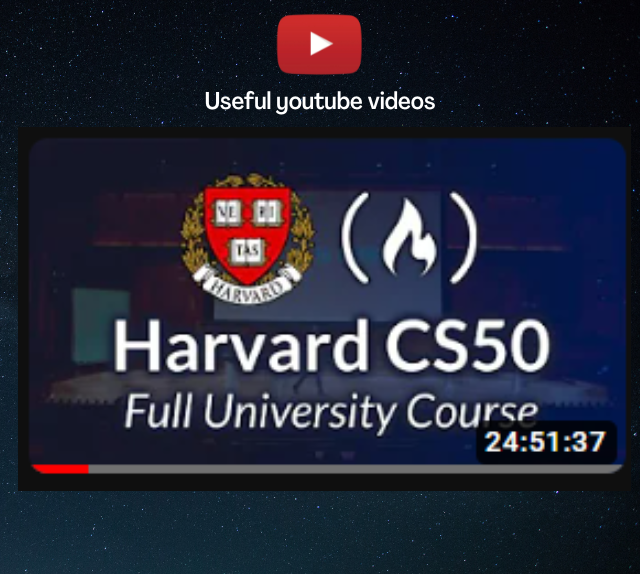 Useful youtube videos
VE RI
TAS
HARVARD
Harvard CS50
Full University Course
24:51:37